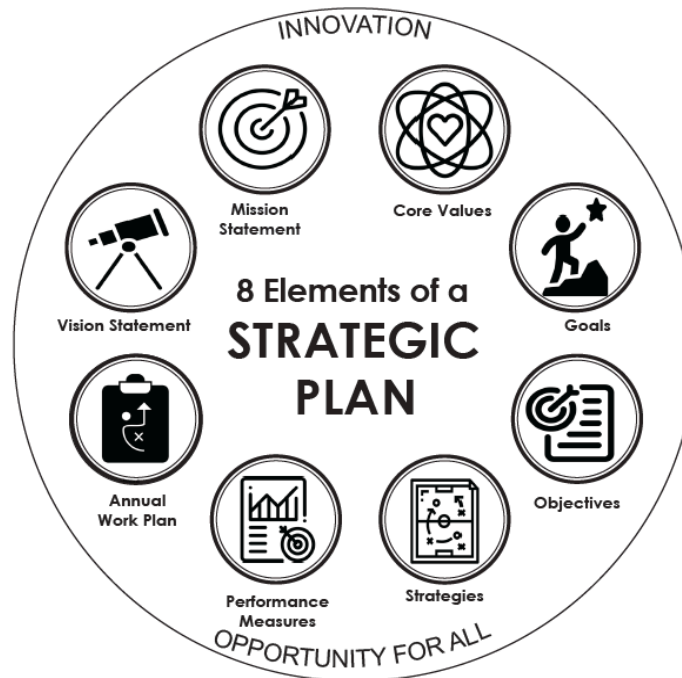 INNOVATION
Mission
Statement
Core Values
Vision Statement
Goals
8 Elements of a
STRATEGIC
PLAN
Annual
Work Plan
Objectives
Performance
Measures
Strategies
OPPORTUNITY FOR ALL